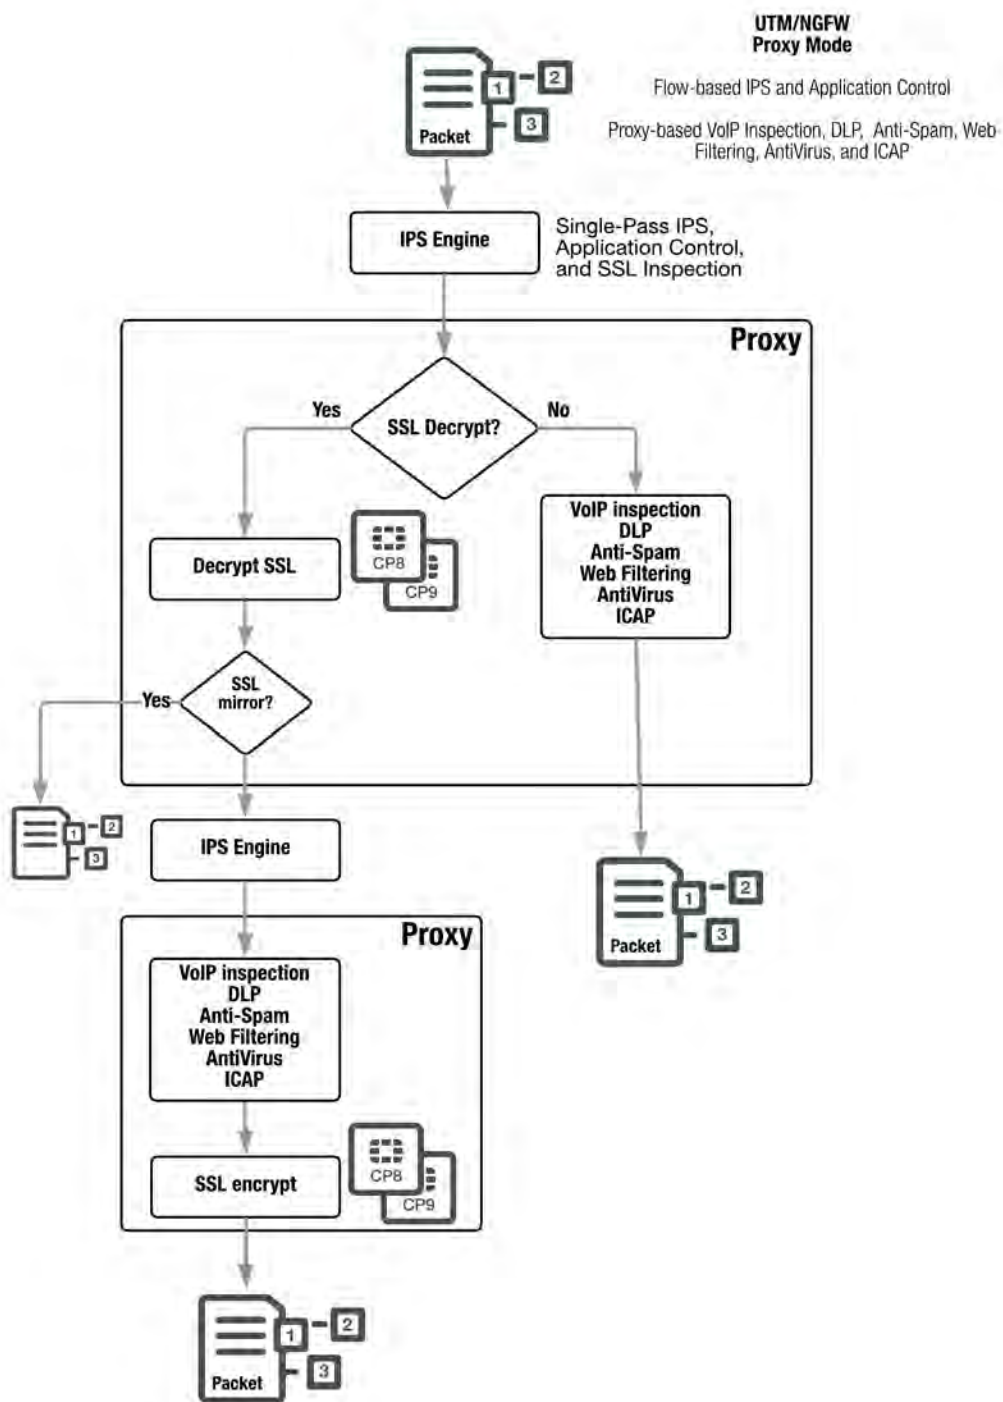 UTM/NGFW
Proxy Mode
Flow-based IPS and Application Control
Proxy-based VoIP Inspection, DLP, Anti-Spam, Web
Filtering, AntiVirus, and ICAP
1
2
3
Packet
IPS Engine
Single-Pass IPS,
Application Control,
and SSL Inspection
Proxy
SSL Decrypt?
Yes
No
Decrypt SSL
CP8
CP9
VoIP inspection
DLP
Anti-Spam
Web Filtering
AntiVirus
ICAP
SSL
mirror?
Yes
1
2
3
IPS Engine
1
2
3
Packet
Proxy
VoIP inspection
DLP
Anti-Spam
Web Filtering
AntiVirus
ICAP
SSL encrypt
CP8
CP9
1
2
3
Packet